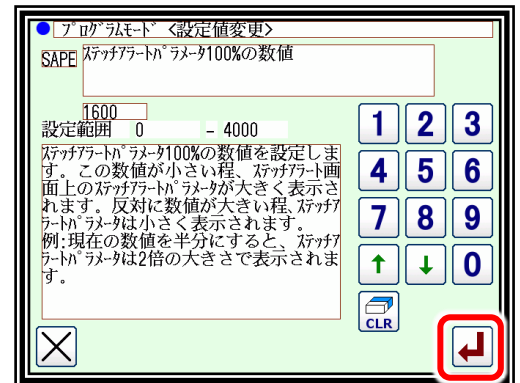 ﾌﾟﾛｸﾞﾗﾑﾓｰﾄﾞ <設定値変更>
SAPE ｽﾃｯﾁｱﾗｰﾄﾊﾟﾗﾒｰﾀ100%の数値
1600
設定範囲 0 - 4000
ｽﾃｯﾁｱﾗｰﾄﾊﾟﾗﾒｰﾀ100%の数値を設定しま
す。この数値が小さい程、ｽﾃｯﾁｱﾗｰﾄ画
面上のｽﾃｯﾁｱﾗｰﾄﾊﾟﾗﾒｰﾀが大きく表示さ
れます。反対に数値が大きい程、ｽﾃｯﾁｱ
ﾗｰﾄﾊﾟﾗﾒｰﾀは小さく表示されます。
例:現在の数値を半分にすると、ｽﾃｯﾁｱ
ﾗｰﾄﾊﾟﾗﾒｰﾀは2倍の大きさで表示されま
す。
1 2 3
4 5 6
7 8 9
↑ ↓ 0
CLR